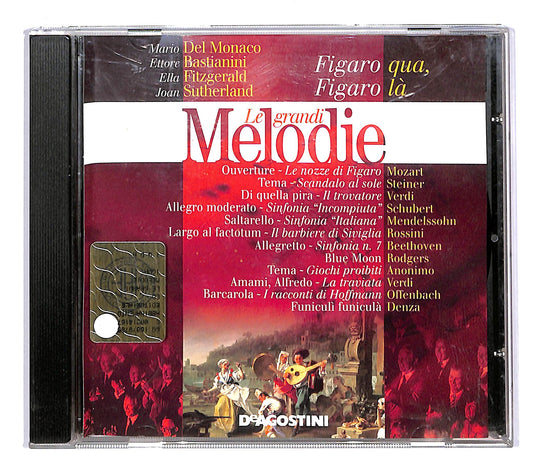 Mario Del Monaco
Ettore Bastianini
Ella Fitzgerald
Joan Sutherland
Figaro qua,
Figaro là
Le grandi
Melodie
Ouverture - Le nozze di Figaro Mozart
Tema - Scandalo al sole Steiner
Di quella pira - Il trovatore Verdi
Allegro moderato - Sinfonia "Incompiuta" Schubert
Saltarello - Sinfonia "Italiana" Mendelssohn
Largo al factótum - Il barbiere di Siviglia Rossini
Allegretto - Sinfonia n. 7 Beethoven
Blue Moon Rodgers
Tema - Giochi proibiti Anonimo
Amami, Alfredo - La traviata Verdi
Barcarola - I racconti di Hoffmann Offenbach
Funiculì funiculà Denza
DeAGOSTINI